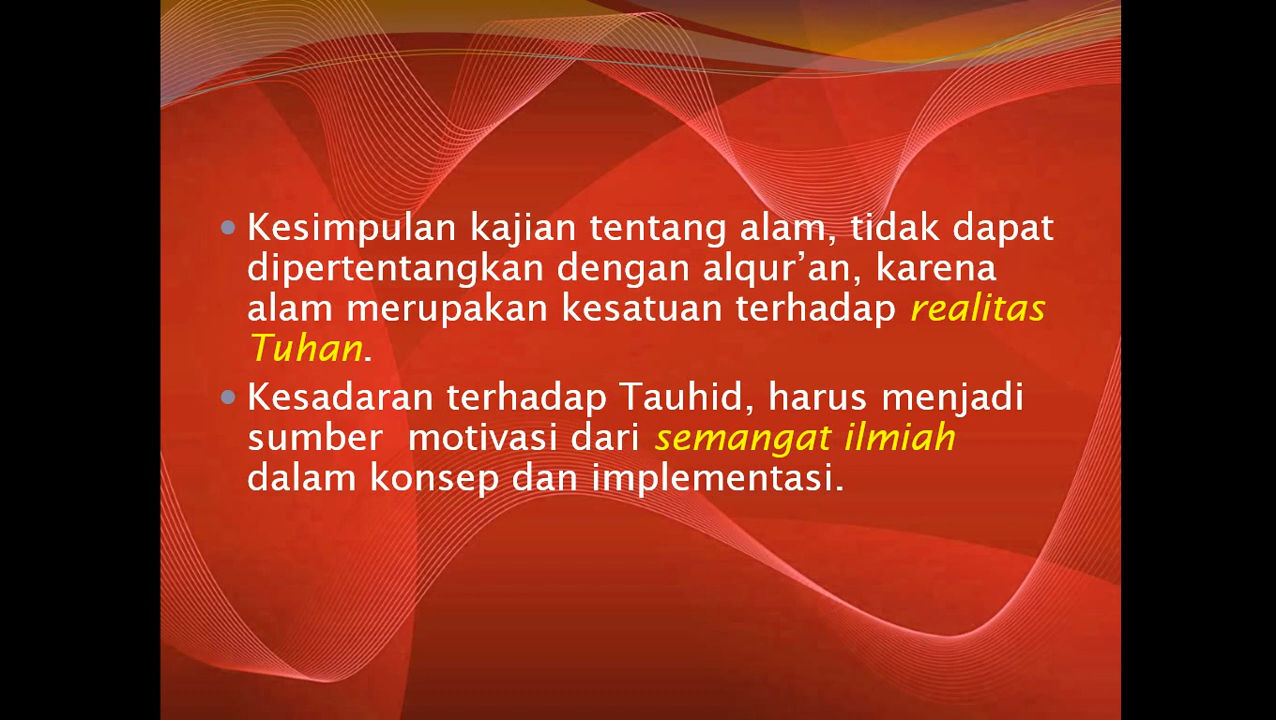 • Kesimpulan kajian tentang alam, tidak dapat
dipertentangkan dengan alqur’an, karena
alam merupakan kesatuan terhadap realitas
Tuhan.
• Kesadaran terhadap Tauhid, harus menjadi
sumber  motivasi dari semangat ilmiah
dalam konsep dan implementasi.